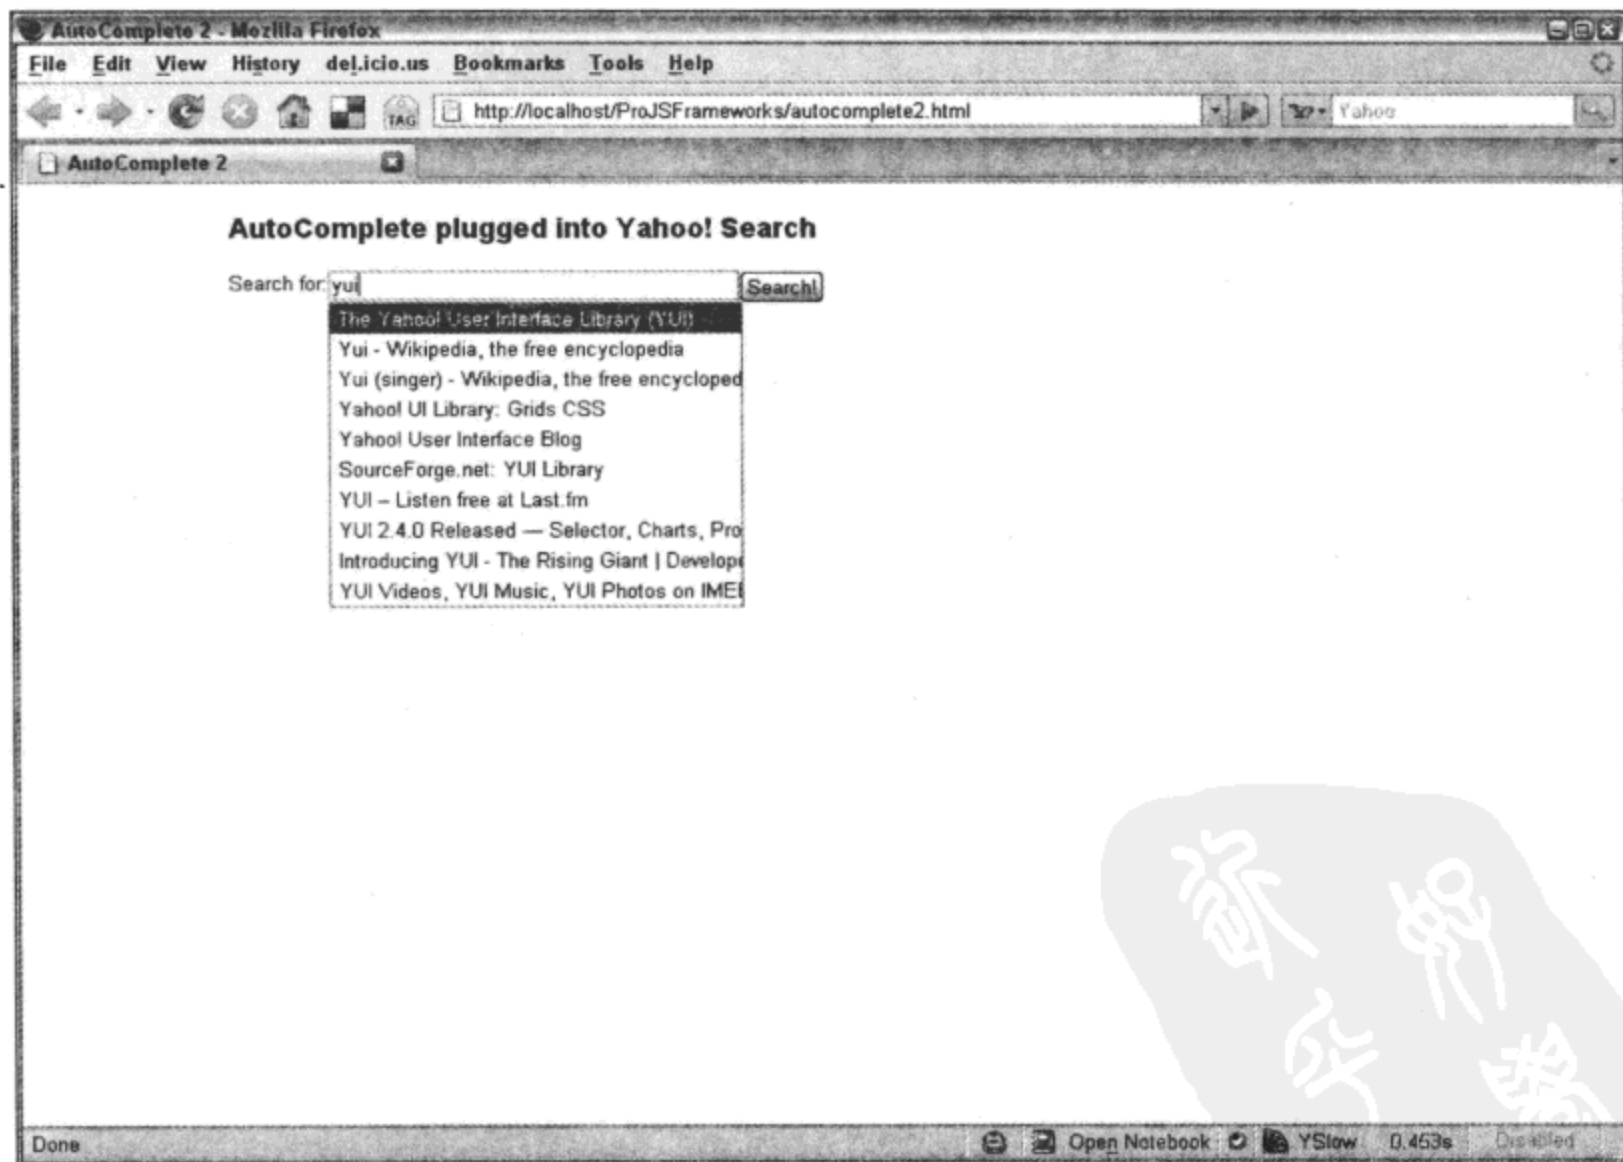 AutoComplete 2 - Mozilla Firefox
File Edit View History del.icio.us Bookmarks Tools Help
TAG http://localhost/ProJSFrameworks/autocomplete2.html Yahoo
AutoComplete 2
AutoComplete plugged into Yahoo! Search
Search for: yui Search!
The Yahoo! User Interface Library (YUI)
Yui - Wikipedia, the free encyclopedia
Yui (singer) - Wikipedia, the free encycloped
Yahoo! UI Library: Grids CSS
Yahoo! User Interface Blog
SourceForge.net: YUI Library
YUI – Listen free at Last.fm
YUI 2.4.0 Released — Selector, Charts, Pro
Introducing YUI - The Rising Giant | Develope
YUI Videos, YUI Music, YUI Photos on IMEE
Done Open Notebook YSlow 0.453s Disabled